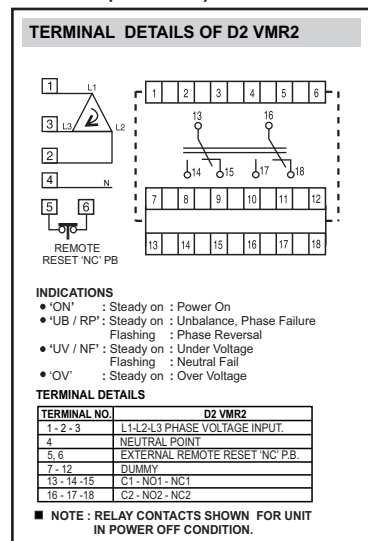 TERMINAL DETAILS OF D2 VMR2
1 L1
3 L3 L2
2
4 N
5 6
REMOTE
RESET 'NC' PB
1 2 3 4 5 6
13 16
14 15 17 18
7 8 9 10 11 12
13 14 15 16 17 18
INDICATIONS
• 'ON' : Steady on : Power On
• 'UB / RP' : Steady on : Unbalance, Phase Failure
Flashing : Phase Reversal
• 'UV / NF' : Steady on : Under Voltage
Flashing : Neutral Fail
• 'OV' : Steady on : Over Voltage
TERMINAL DETAILS
TERMINAL NO. D2 VMR2
1 - 2 - 3 L1-L2-L3 PHASE VOLTAGE INPUT.
4 NEUTRAL POINT
5, 6 EXTERNAL REMOTE RESET 'NC' P.B.
7 - 12 DUMMY
13 - 14 -15 C1 - NO1 - NC1
16 - 17 -18 C2 - NO2 - NC2
■ NOTE : RELAY CONTACTS SHOWN FOR UNIT
IN POWER OFF CONDITION.